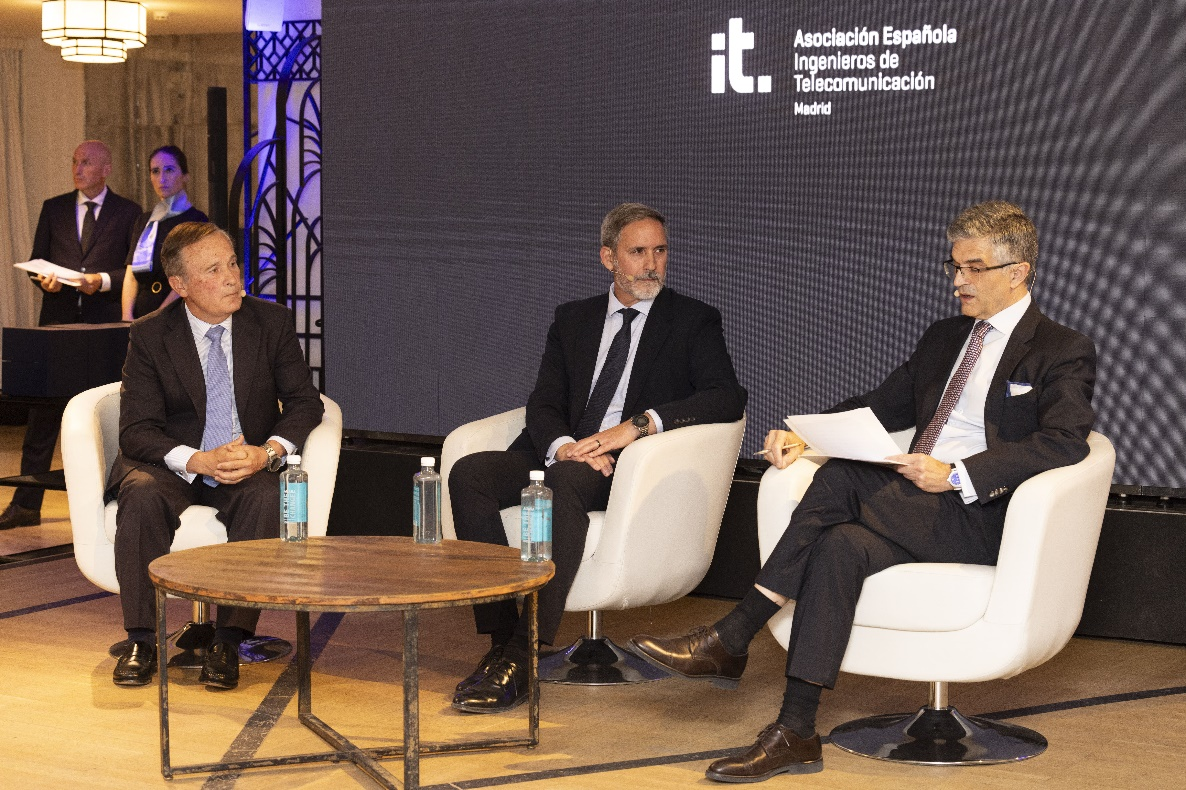 it.
Asociación Española
Ingenieros de
Telecomunicación
Madrid